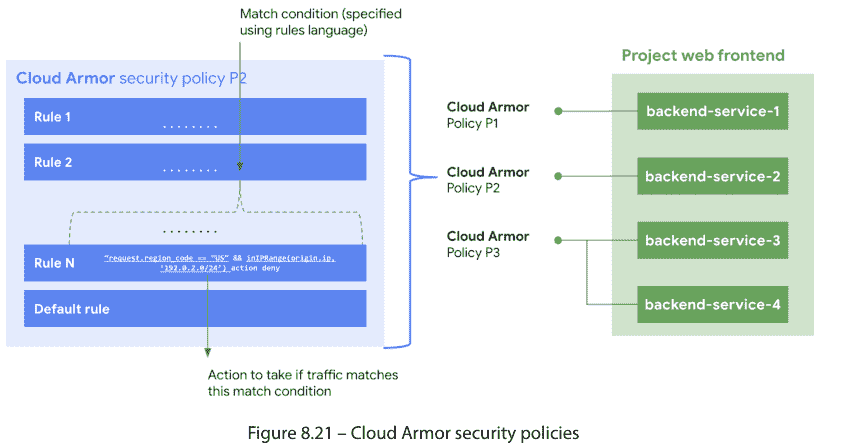 Match condition (specified
using rules language)
Cloud Armor security policy P2
Rule 1
........
Rule 2
........
........
Rule N
"request.region_code == "US" && inIPRange(origin.ip,
'192.0.2.0/24') action deny
Default rule
Action to take if traffic matches
this match condition
Cloud Armor
Policy P1
Cloud Armor
Policy P2
Cloud Armor
Policy P3
Project web frontend
backend-service-1
backend-service-2
backend-service-3
backend-service-4
Figure 8.21 – Cloud Armor security policies